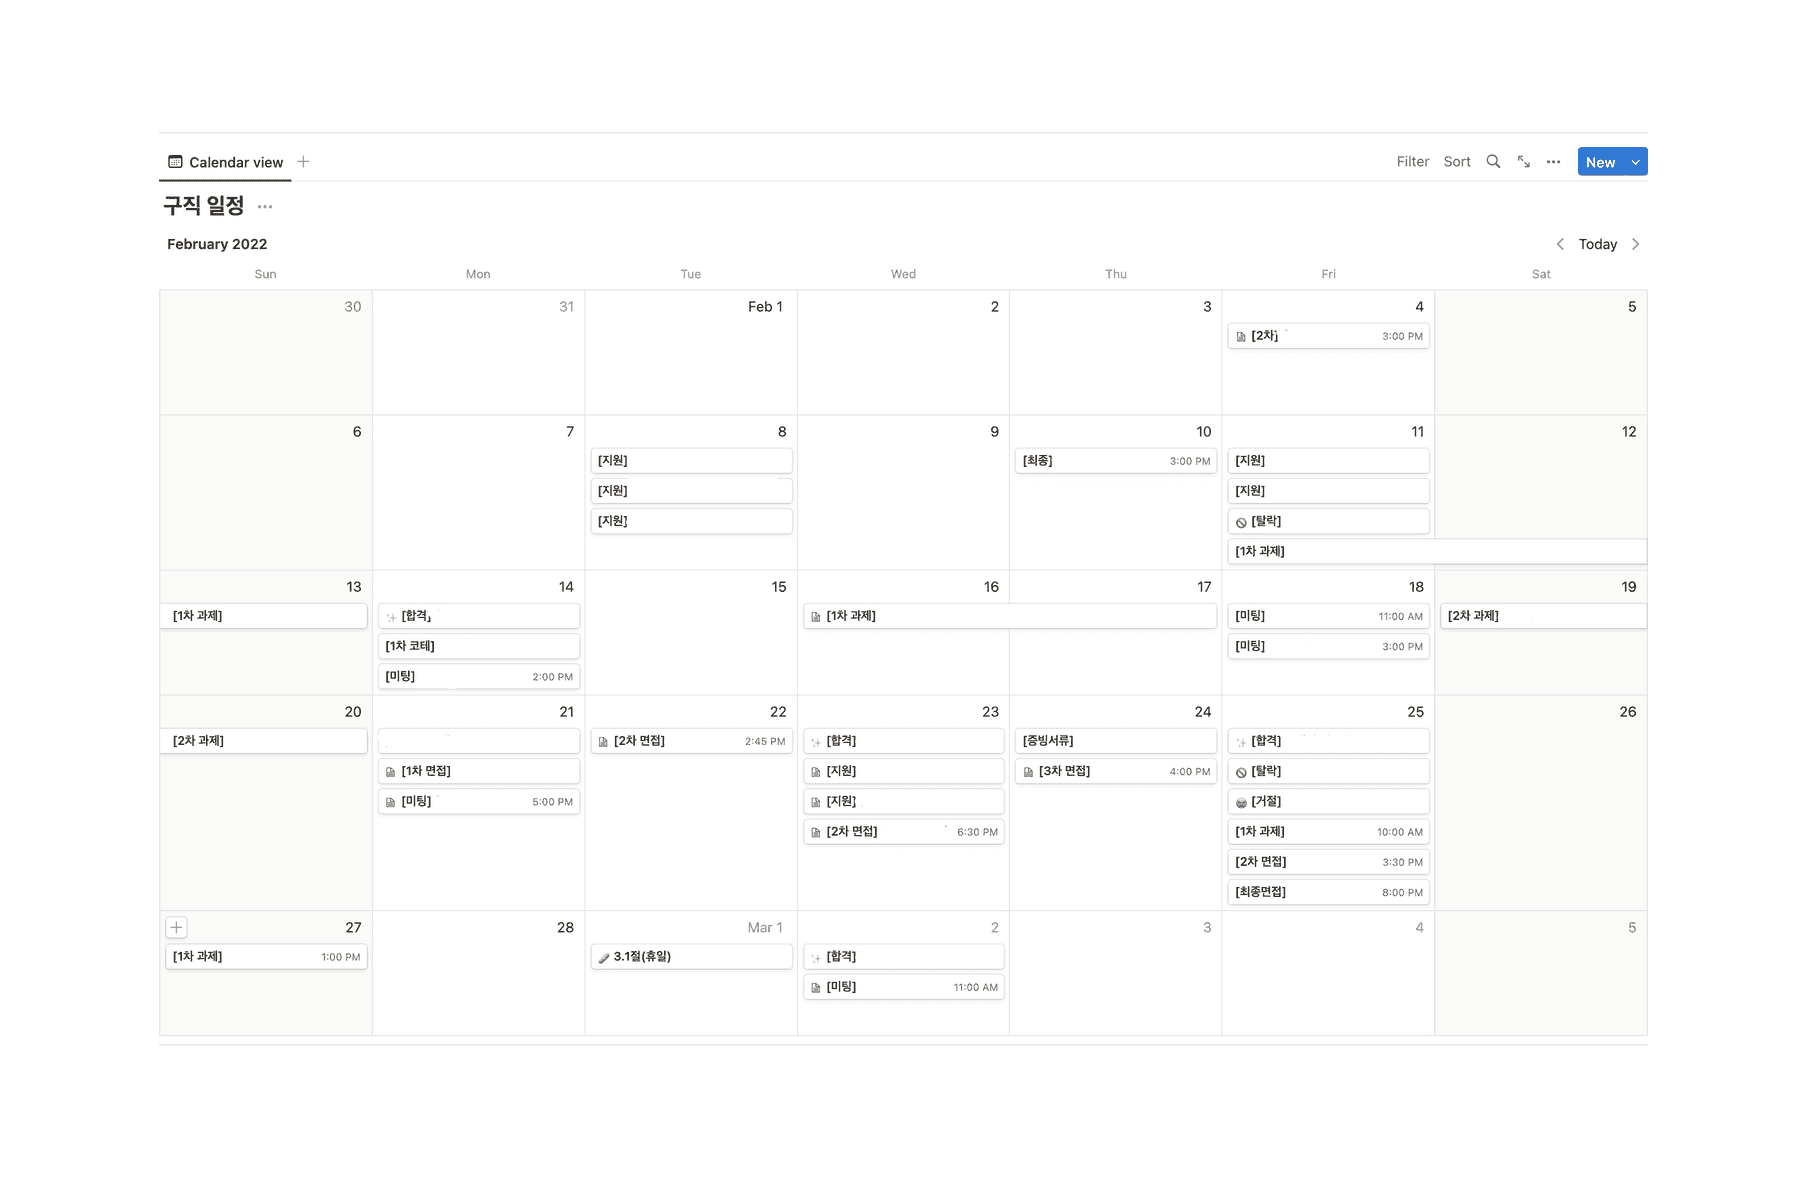 Calendar view
Filter Sort New
구직 일정
February 2022
Today
Sun Mon Tue Wed Thu Fri Sat
30 31 Feb 1 2 3 4 5
[2차] 3:00 PM
6 7 8 9 10 11 12
[지원] [최종] 3:00 PM [지원]
[지원] [지원]
[지원] [탈락]
[1차 과제]
13 14 15 16 17 18 19
[1차 과제] [합격] [1차 과제] [미팅] 11:00 AM [2차 과제]
[1차 코테] [미팅] 3:00 PM
[미팅] 2:00 PM
20 21 22 23 24 25 26
[2차 과제] [2차 면접] 2:45 PM [합격] [증빙서류] [합격]
[1차 면접] [지원] [3차 면접] 4:00 PM [탈락]
[미팅] 5:00 PM [지원] [거절]
[2차 면접] 6:30 PM [1차 과제] 10:00 AM
[2차 면접] 3:30 PM
[최종면접] 8:00 PM
27 28 Mar 1 2 3 4 5
[1차 과제] 1:00 PM 3.1절(휴일) [합격]
[미팅] 11:00 AM